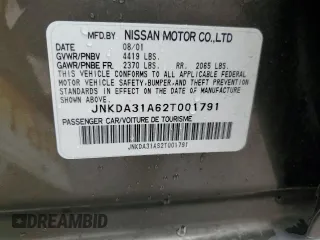 MFD.BY NISSAN MOTOR CO.,LTD
DATE 08/01
GVWR/PNBV 4419 LBS.
GAWR/PNBE FR. 2370 LBS. RR. 2065 LBS.
THIS VEHICLE CONFORMS TO ALL APPLICABLE FEDERAL
MOTOR VEHICLE SAFETY, BUMPER, AND THEFT PREVENTION
STANDARDS IN EFFECT ON THE DATE OF MANUFACTURE
SHOWN ABOVE.
JNKDA31A62T001791
PASSENGER CAR/VOITURE DE TOURISME
JNKDA31A62T001791
DREAMBID